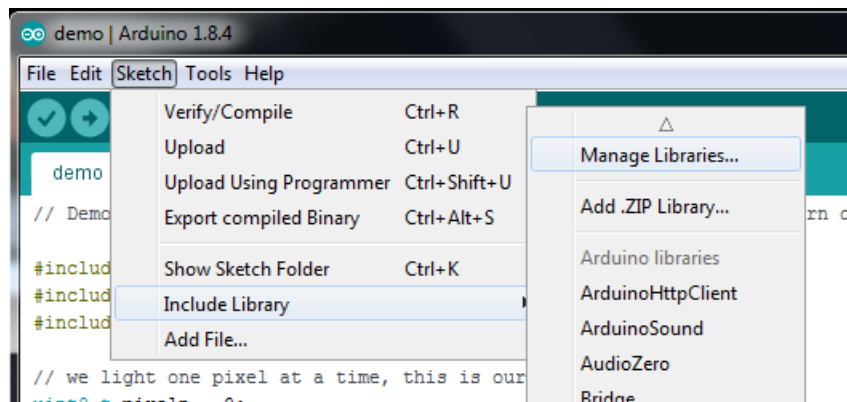 demo | Arduino 1.8.4
File Edit Sketch Tools Help
Verify/Compile Ctrl+R
Upload Ctrl+U
Upload Using Programmer Ctrl+Shift+U
Export compiled Binary Ctrl+Alt+S
Show Sketch Folder Ctrl+K
Include Library
Add File...
Manage Libraries...
Add .ZIP Library...
Arduino libraries
ArduinoHttpClient
ArduinoSound
AudioZero
Bridge
demo
// Demo
#includ
#includ
#includ
// we light one pixel at a time, this is our